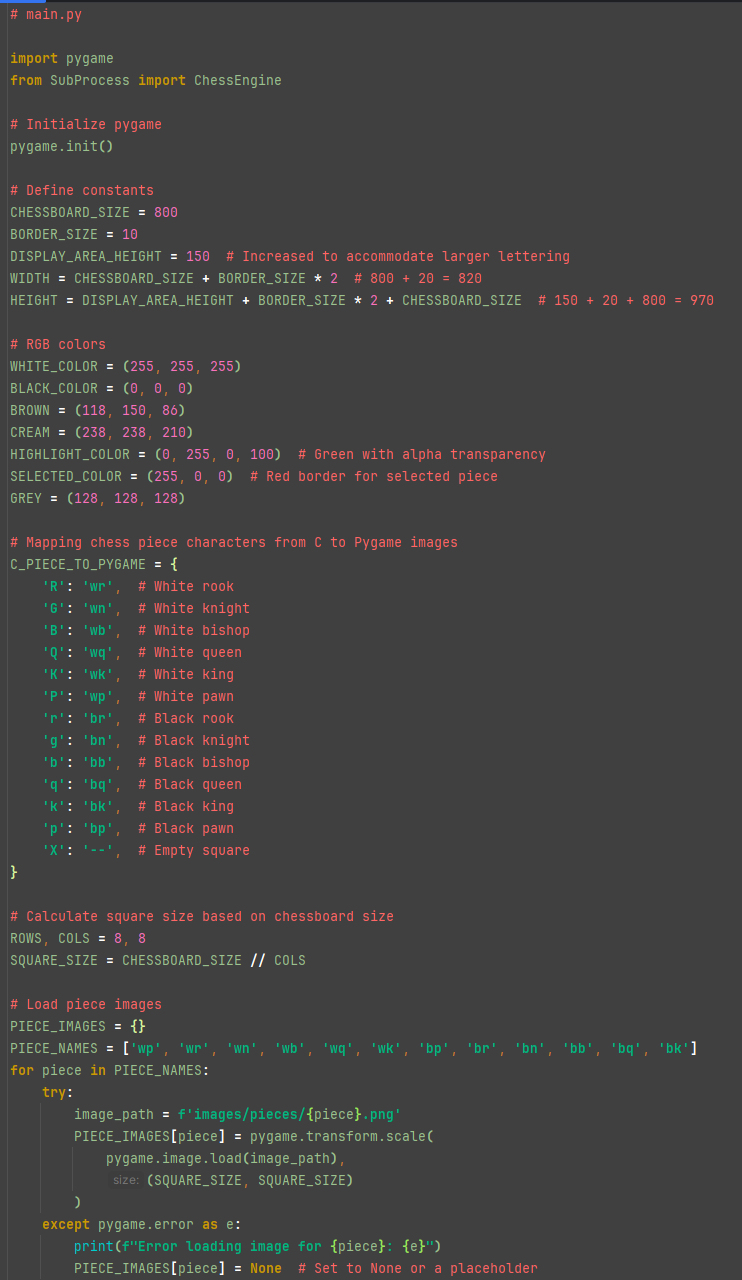 # main.py

import pygame
from SubProcess import ChessEngine

# Initialize pygame
pygame.init()

# Define constants
CHESSBOARD_SIZE = 800
BORDER_SIZE = 10
DISPLAY_AREA_HEIGHT = 150  # Increased to accommodate larger lettering
WIDTH = CHESSBOARD_SIZE + BORDER_SIZE * 2  # 800 + 20 = 820
HEIGHT = DISPLAY_AREA_HEIGHT + BORDER_SIZE * 2 + CHESSBOARD_SIZE  # 150 + 20 + 800 = 970

# RGB colors
WHITE_COLOR = (255, 255, 255)
BLACK_COLOR = (0, 0, 0)
BROWN = (118, 150, 86)
CREAM = (238, 238, 210)
HIGHLIGHT_COLOR = (0, 255, 0, 100)  # Green with alpha transparency
SELECTED_COLOR = (255, 0, 0)  # Red border for selected piece
GREY = (128, 128, 128)

# Mapping chess piece characters from C to Pygame images
C_PIECE_TO_PYGAME = {
    'R': 'wr',  # White rook
    'G': 'wn',  # White knight
    'B': 'wb',  # White bishop
    'Q': 'wq',  # White queen
    'K': 'wk',  # White king
    'P': 'wp',  # White pawn
    'r': 'br',  # Black rook
    'g': 'bn',  # Black knight
    'b': 'bb',  # Black bishop
    'q': 'bq',  # Black queen
    'k': 'bk',  # Black king
    'p': 'bp',  # Black pawn
    'X': '--',  # Empty square
}

# Calculate square size based on chessboard size
ROWS, COLS = 8, 8
SQUARE_SIZE = CHESSBOARD_SIZE // COLS

# Load piece images
PIECE_IMAGES = {}
PIECE_NAMES = ['wp', 'wr', 'wn', 'wb', 'wq', 'wk', 'bp', 'br', 'bn', 'bb', 'bq', 'bk']
for piece in PIECE_NAMES:
    try:
        image_path = f'images/pieces/{piece}.png'
        PIECE_IMAGES[piece] = pygame.transform.scale(
            pygame.image.load(image_path),
            size: (SQUARE_SIZE, SQUARE_SIZE)
        )
    except pygame.error as e:
        print(f"Error loading image for {piece}: {e}")
        PIECE_IMAGES[piece] = None  # Set to None or a placeholder